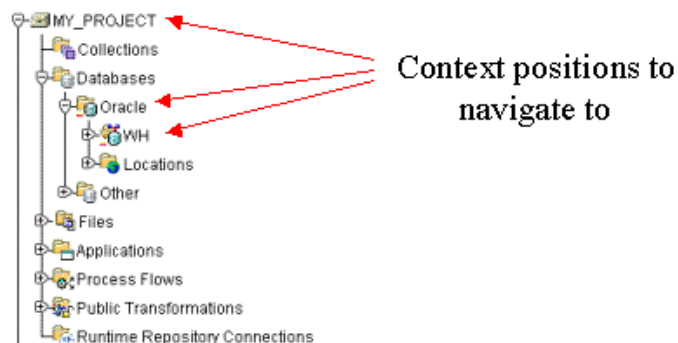 MY_PROJECT
Collections
Databases
Oracle
WH
Locations
Other
Files
Applications
Process Flows
Public Transformations
Runtime Repository Connections
Context positions to
navigate to